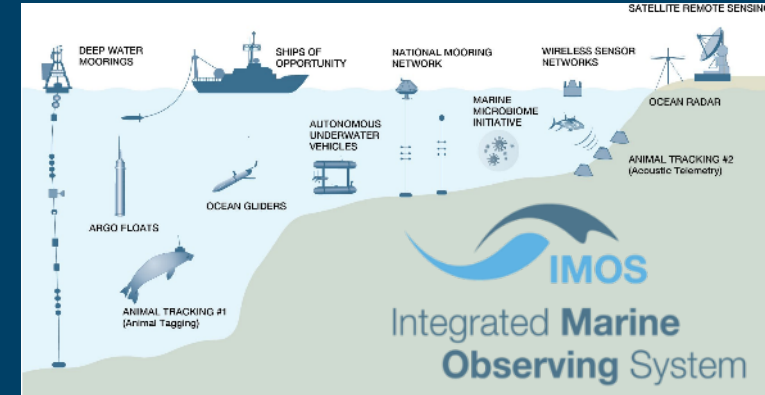 SATELLITE REMOTE SENSING
DEEP WATER
MOORINGS
SHIPS OF
OPPORTUNITY
NATIONAL MOORING
NETWORK
WIRELESS SENSOR
NETWORKS
OCEAN RADAR
MARINE
MICROBIOME
INITIATIVE
AUTONOMOUS
UNDERWATER
VEHICLES
ANIMAL TRACKING #2
(Acoustic Telemetry)
OCEAN GLIDERS
ARGO FLOATS
ANIMAL TRACKING #1
(Animal Tagging)
IMOS
Integrated Marine
Observing System